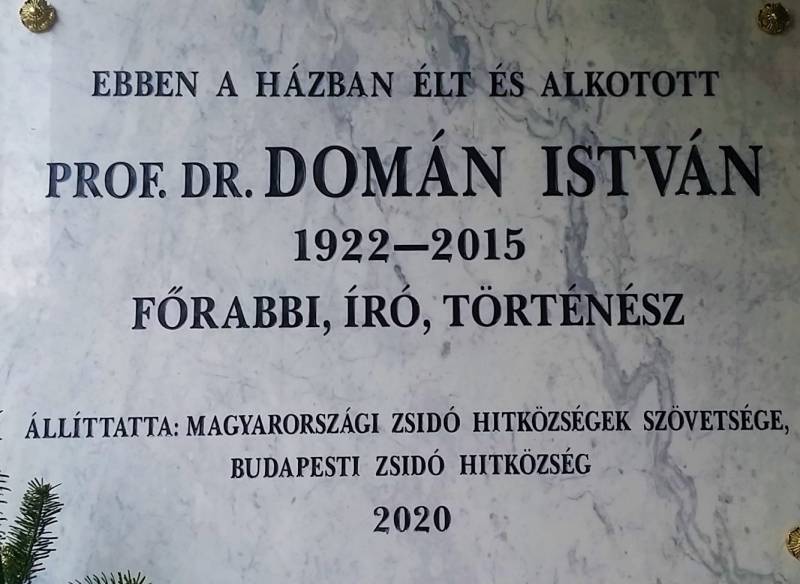 EBBEN A HÁZBAN ÉLT ÉS ALKOTOTT
PROF. DR. DOMÁN ISTVÁN
1922–2015
FŐRABBI, ÍRÓ, TÖRTÉNÉSZ
ÁLLÍTTATTA: MAGYARORSZÁGI ZSIDÓ HITKÖZSÉGEK SZÖVETSÉGE,
BUDAPESTI ZSIDÓ HITKÖZSÉG
2020